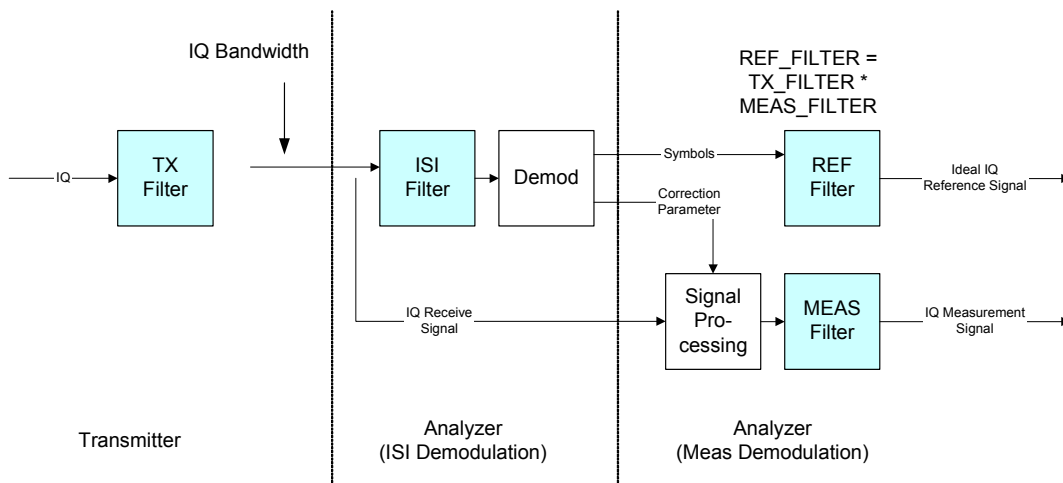 IQ Bandwidth
REF_FILTER =
TX_FILTER *
MEAS_FILTER
IQ
TX
Filter
ISI
Filter
Demod
Symbols
Correction
Parameter
REF
Filter
Ideal IQ
Reference Signal
IQ Receive
Signal
Signal
Pro-
cessing
MEAS
Filter
IQ Measurement
Signal
Transmitter
Analyzer
(ISI Demodulation)
Analyzer
(Meas Demodulation)